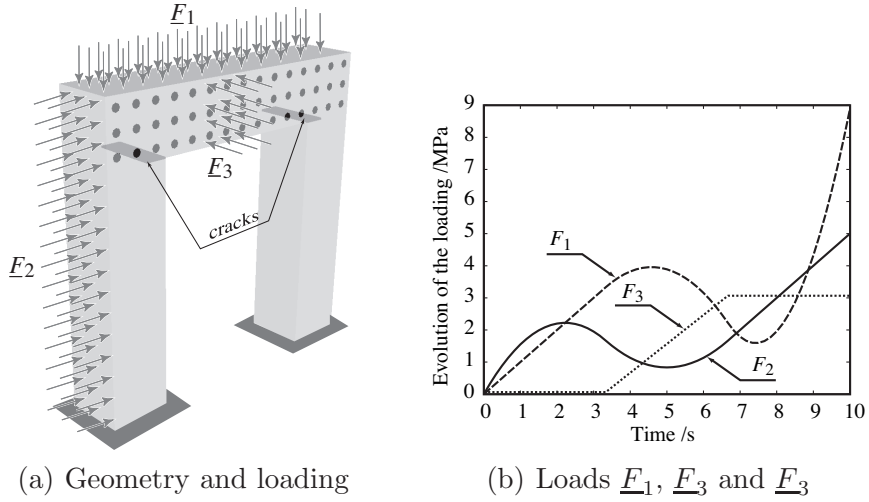 F1
F2
F3
cracks
(a) Geometry and loading
Evolution of the loading /MPa
9
8
7
6
5
4
3
2
1
0
F1
F3
F2
0 1 2 3 4 5 6 7 8 9 10
Time /s
(b) Loads F1, F3 and F3